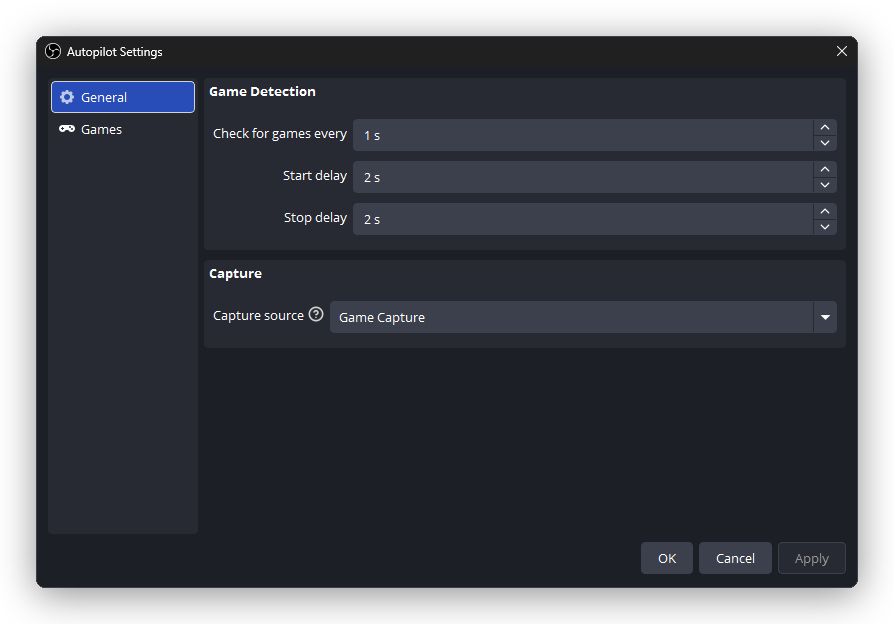 Autopilot Settings
General
Games
Game Detection
Check for games every 1 s
Start delay 2 s
Stop delay 2 s
Capture
Capture source ? Game Capture
OK Cancel Apply